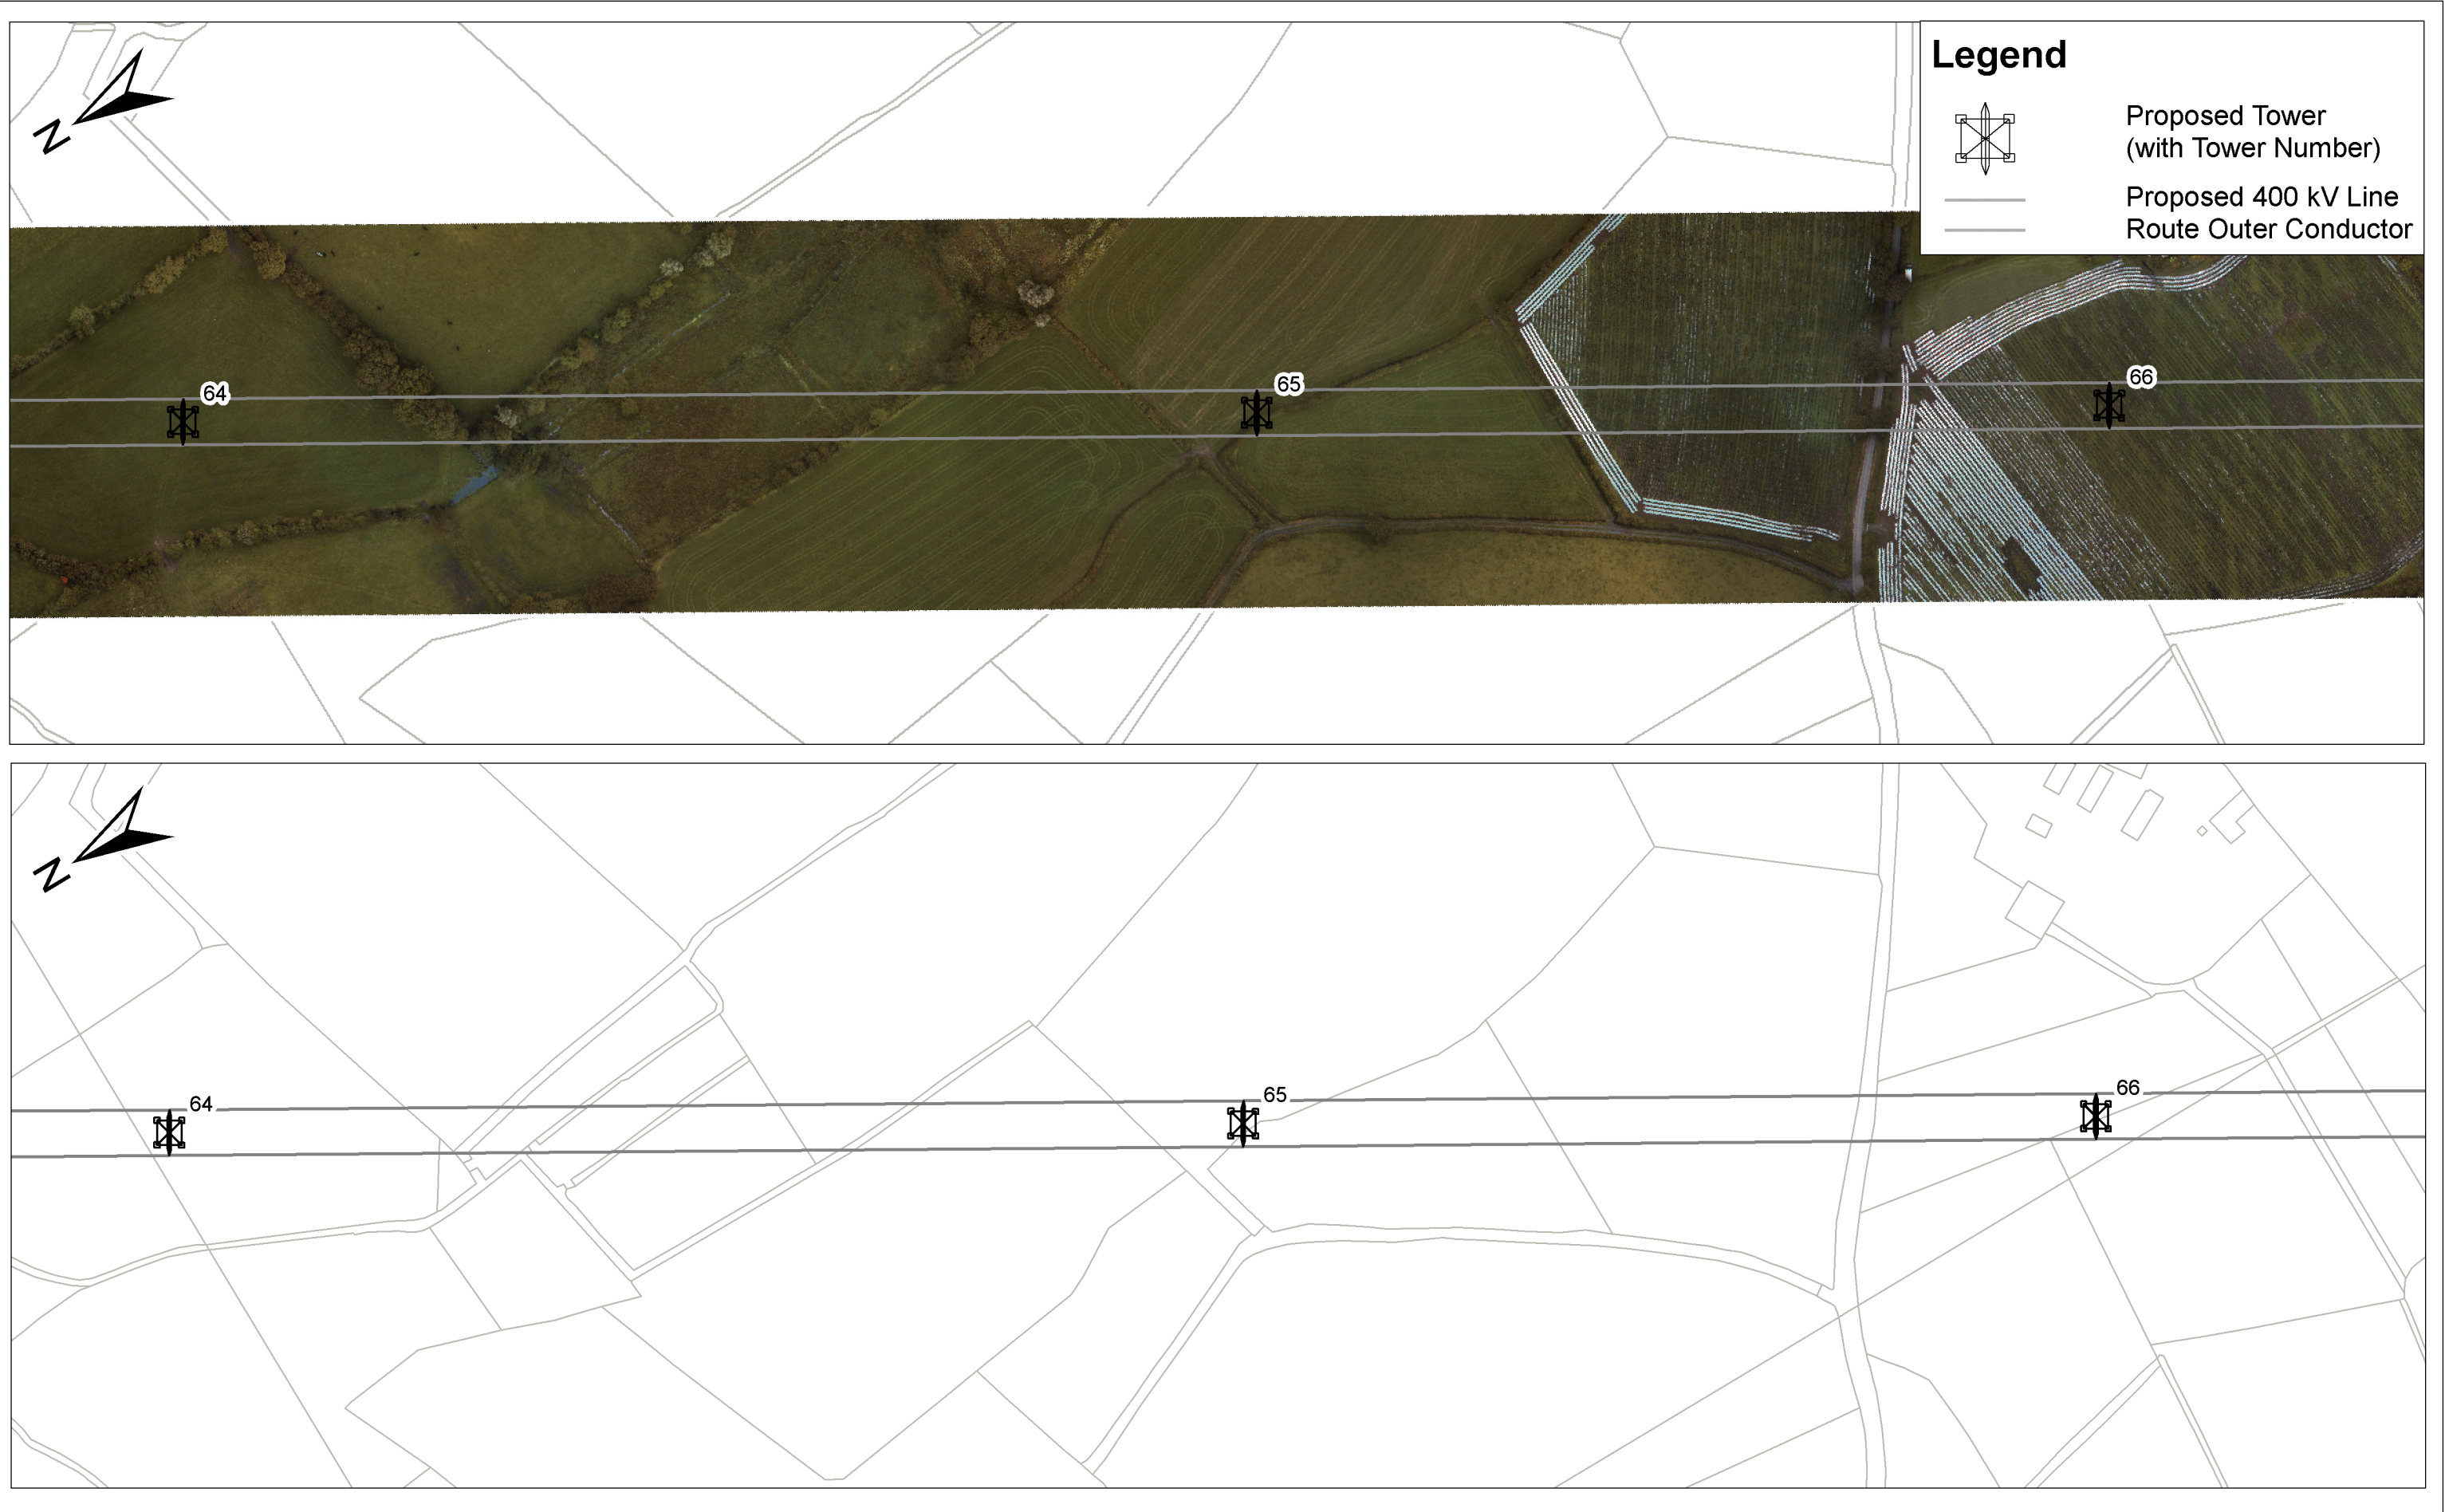 N
Legend
Proposed Tower
(with Tower Number)
Proposed 400 kV Line
Route Outer Conductor
64
65
66
N
64
65
66